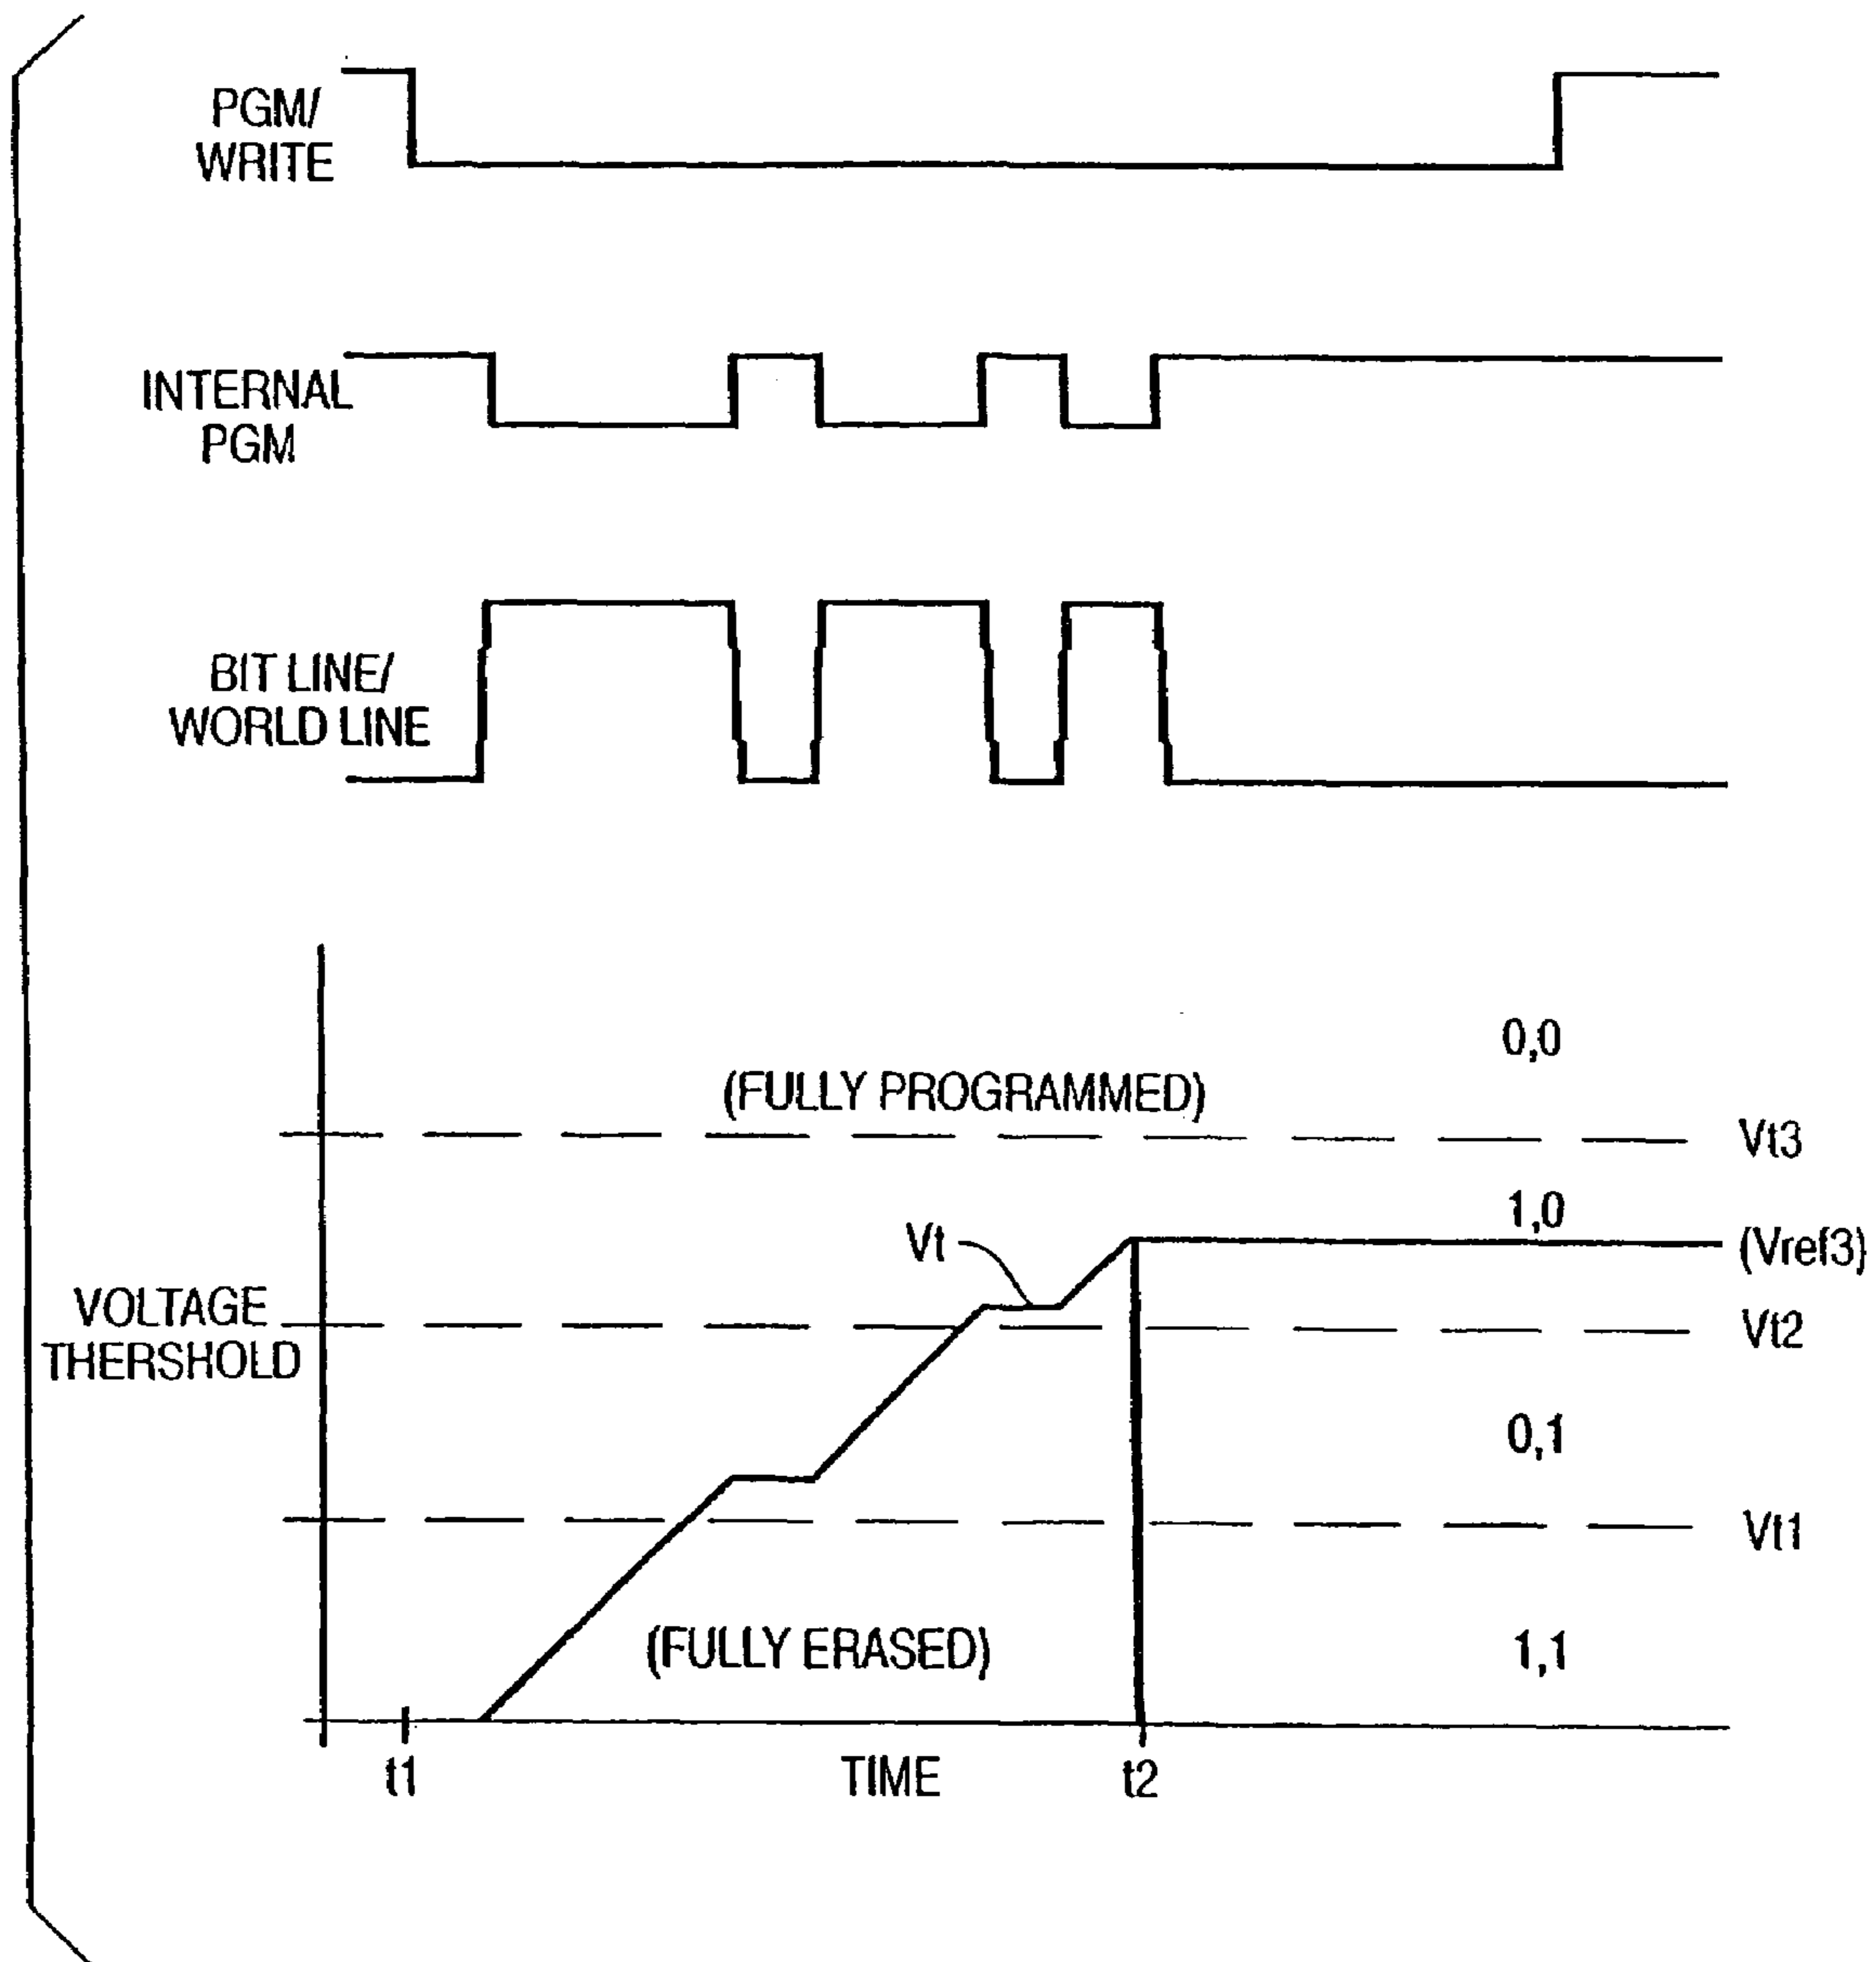 PGM/
WRITE
INTERNAL
PGM
BIT LINE/
WORLD LINE
0,0
(FULLY PROGRAMMED)
Vt3
1,0
Vt
(Vref3)
VOLTAGE
THERSHOLD
Vt2
0,1
Vt1
(FULLY ERASED)
1,1
t1
TIME
t2